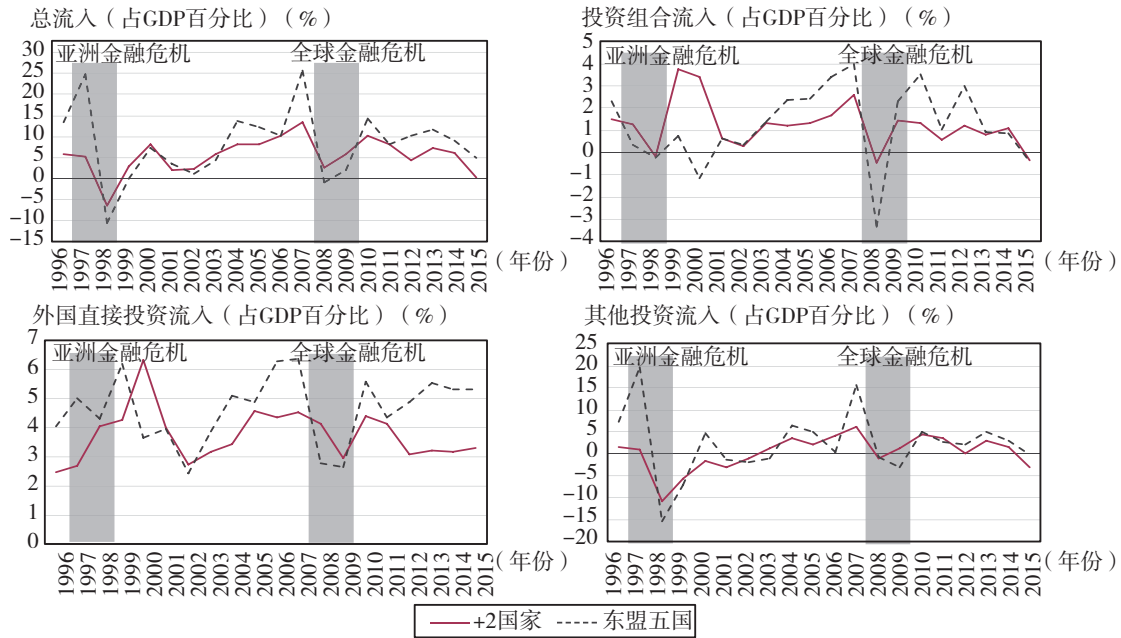 总流入（占GDP百分比）（%）
亚洲金融危机 全球金融危机
30
25
20
15
10
5
0
−5
−10
−15
1996 1997 1998 1999 2000 2001 2002 2003 2004 2005 2006 2007 2008 2009 2010 2011 2012 2013 2014 2015 （年份）
投资组合流入（占GDP百分比）（%）
亚洲金融危机 全球金融危机
5
4
3
2
1
0
−1
−2
−3
−4
1996 1997 1998 1999 2000 2001 2002 2003 2004 2005 2006 2007 2008 2009 2010 2011 2012 2013 2014 2015 （年份）
外国直接投资流入（占GDP百分比）（%）
亚洲金融危机 全球金融危机
7
6
5
4
3
2
1
0
1996 1997 1998 1999 2000 2001 2002 2003 2004 2005 2006 2007 2008 2009 2010 2011 2012 2013 2014 2015 （年份）
其他投资流入（占GDP百分比）（%）
亚洲金融危机 全球金融危机
25
20
15
10
5
0
−5
−10
−15
−20
1996 1997 1998 1999 2000 2001 2002 2003 2004 2005 2006 2007 2008 2009 2010 2011 2012 2013 2014 2015 （年份）
+2国家 东盟五国